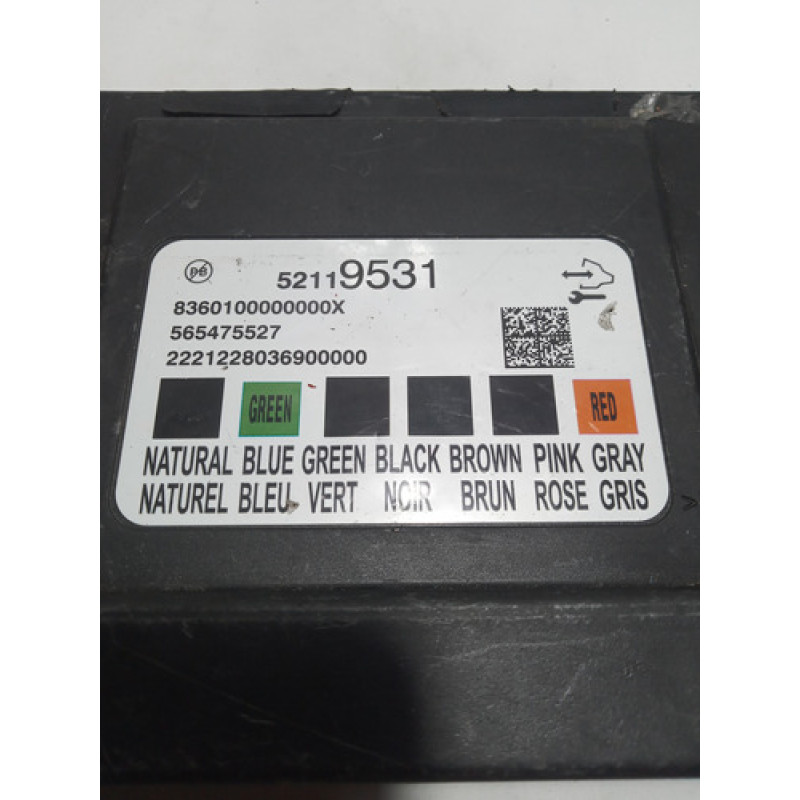 Pb
52119531
8360100000000X
565475527
2221228036900000
GREEN RED
NATURAL BLUE GREEN BLACK BROWN PINK GRAY
NATUREL BLEU VERT NOIR BRUN ROSE GRIS